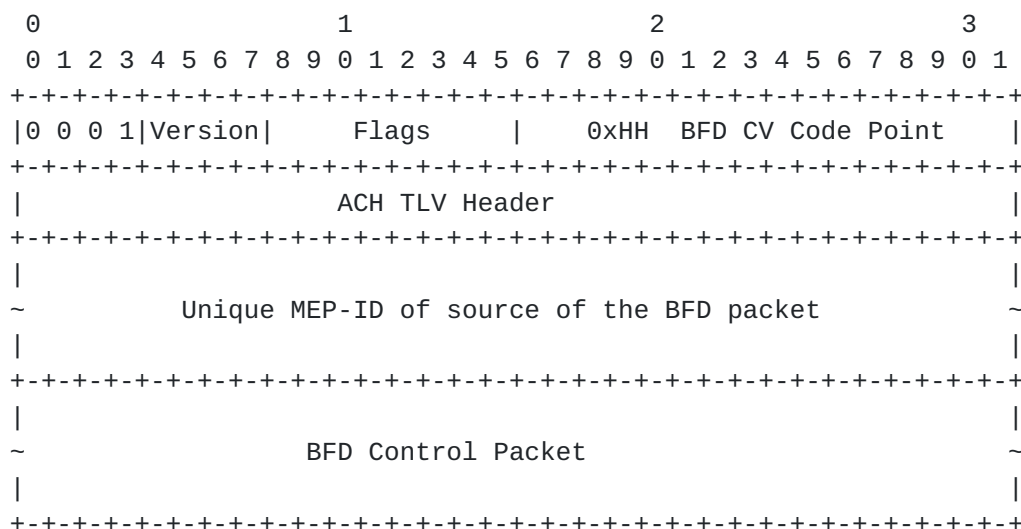 0                   1                   2                   3
 0 1 2 3 4 5 6 7 8 9 0 1 2 3 4 5 6 7 8 9 0 1 2 3 4 5 6 7 8 9 0 1
+-+-+-+-+-+-+-+-+-+-+-+-+-+-+-+-+-+-+-+-+-+-+-+-+-+-+-+-+-+-+-+-+
|0 0 0 1|Version|     Flags     |    0xHH  BFD CV Code Point    |
+-+-+-+-+-+-+-+-+-+-+-+-+-+-+-+-+-+-+-+-+-+-+-+-+-+-+-+-+-+-+-+-+
|                    ACH TLV Header                             |
+-+-+-+-+-+-+-+-+-+-+-+-+-+-+-+-+-+-+-+-+-+-+-+-+-+-+-+-+-+-+-+-+
|                                                               |
~          Unique MEP-ID of source of the BFD packet            ~
|                                                               |
+-+-+-+-+-+-+-+-+-+-+-+-+-+-+-+-+-+-+-+-+-+-+-+-+-+-+-+-+-+-+-+-+
|                                                               |
~                  BFD Control Packet                           ~
|                                                               |
+-+-+-+-+-+-+-+-+-+-+-+-+-+-+-+-+-+-+-+-+-+-+-+-+-+-+-+-+-+-+-+-+